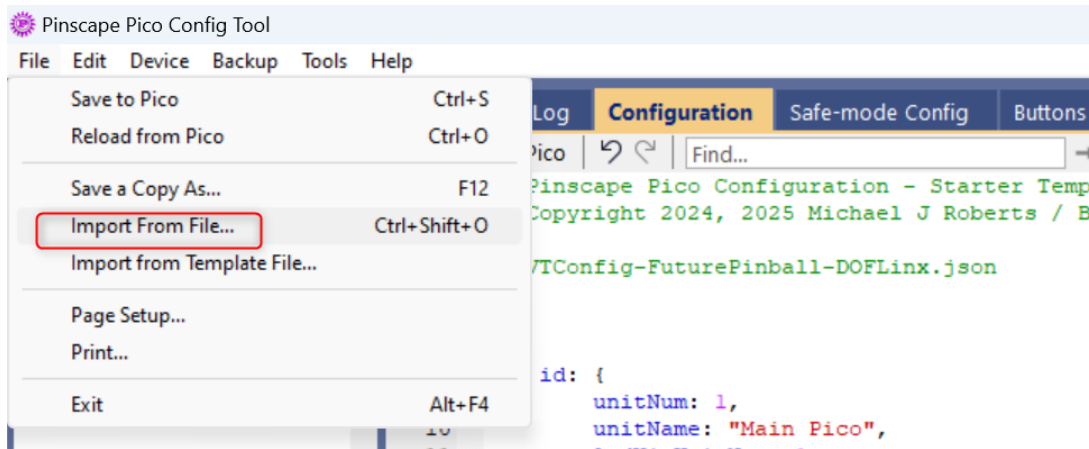 Pinscape Pico Config Tool
File Edit Device Backup Tools Help
Save to Pico Ctrl+S
Reload from Pico Ctrl+O
Save a Copy As... F12
Import From File... Ctrl+Shift+O
Import from Template File...
Page Setup...
Print...
Exit Alt+F4
Log Configuration Safe-mode Config Buttons
Pico Find...
Pinscape Pico Configuration - Starter Temp
Copyright 2024, 2025 Michael J Roberts / B
VTConfig-FuturePinball-DOFLinx.json
id: {
unitNum: 1,
unitName: "Main Pico",